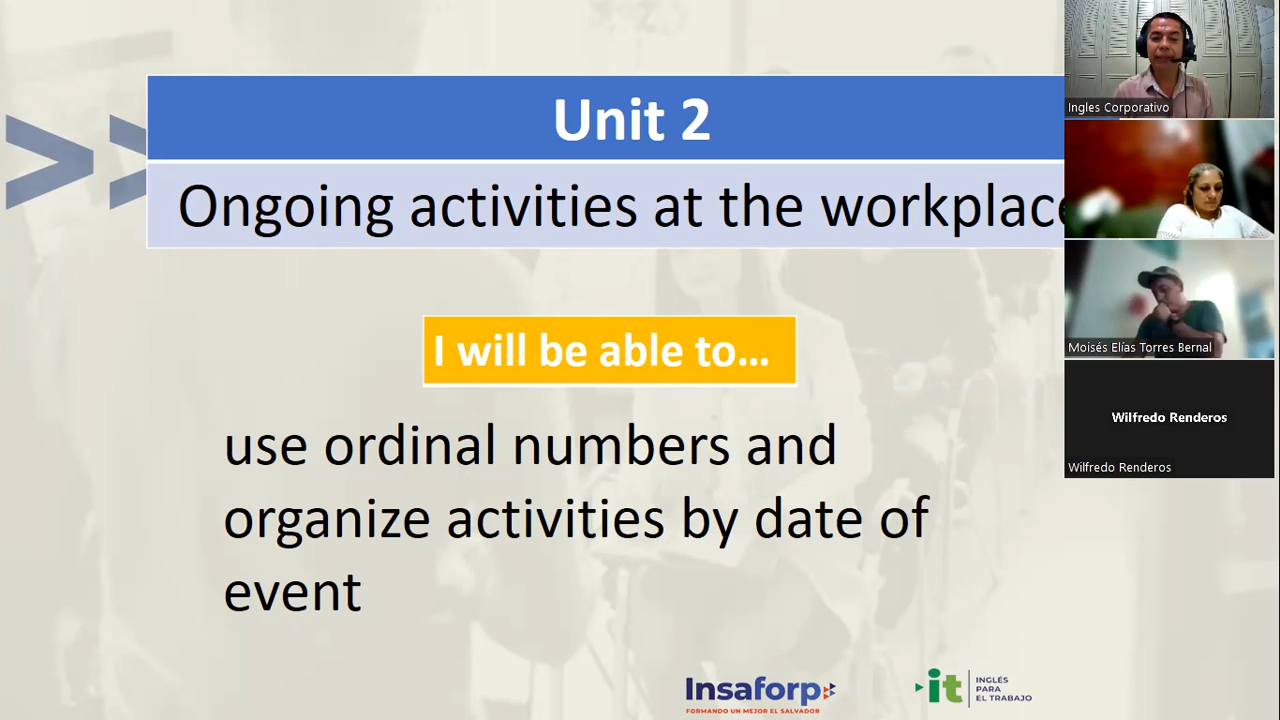 Unit 2
Ongoing activities at the workplace
I will be able to...
use ordinal numbers and
organize activities by date of
event
Insaforp
FORMANDO UN MEJOR EL SALVADOR
it
INGLÉS
PARA
EL TRABAJO
Ingles Corporativo
Moisés Elías Torres Bernal
Wilfredo Renderos
Wilfredo Renderos